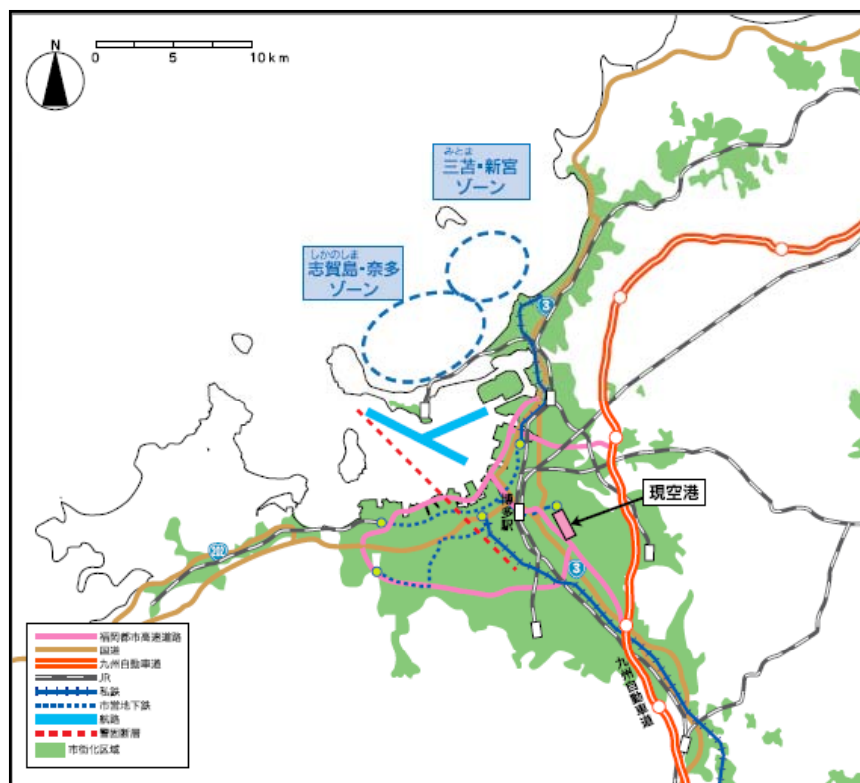 N
0 5 10km
みとま
三苫・新宮
ゾーン
しかのしま
志賀島・奈多
ゾーン
3
現空港
博多駅
202
3
九州自動車道
福岡都市高速道路
国道
九州自動車道
JR
私鉄
市営地下鉄
航路
警固断層
市街化区域